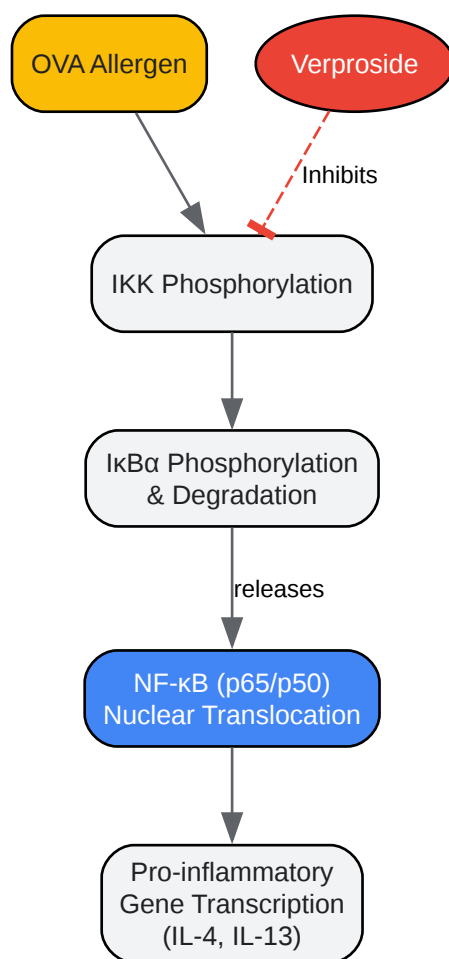 OVA Allergen
Verproside
Inhibits
IKK Phosphorylation
IκBα Phosphorylation
& Degradation
releases
NF-κB (p65/p50)
Nuclear Translocation
Pro-inflammatory
Gene Transcription
(IL-4, IL-13)